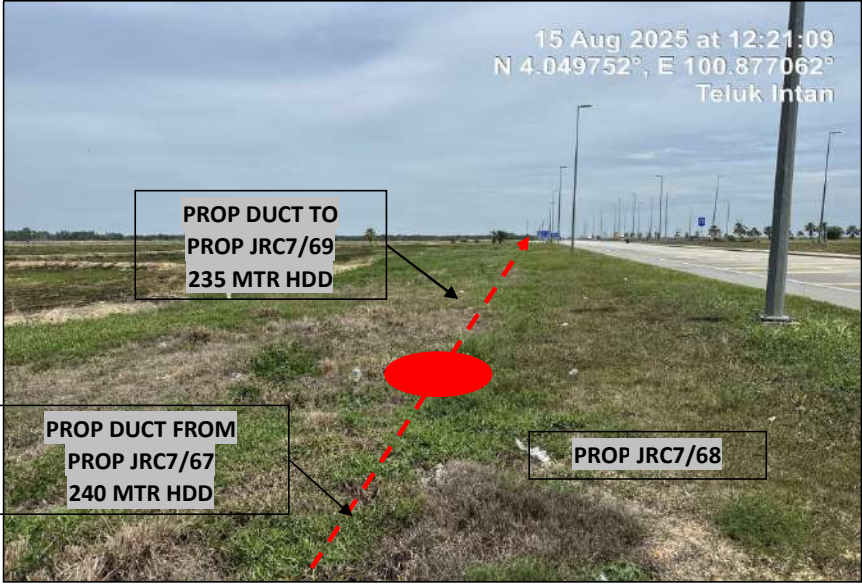 15 Aug 2025 at 12:21:09
N 4.049752°, E 100.877062°
Teluk Intan
PROP DUCT TO
PROP JRC7/69
235 MTR HDD
PROP DUCT FROM
PROP JRC7/67
240 MTR HDD
PROP JRC7/68